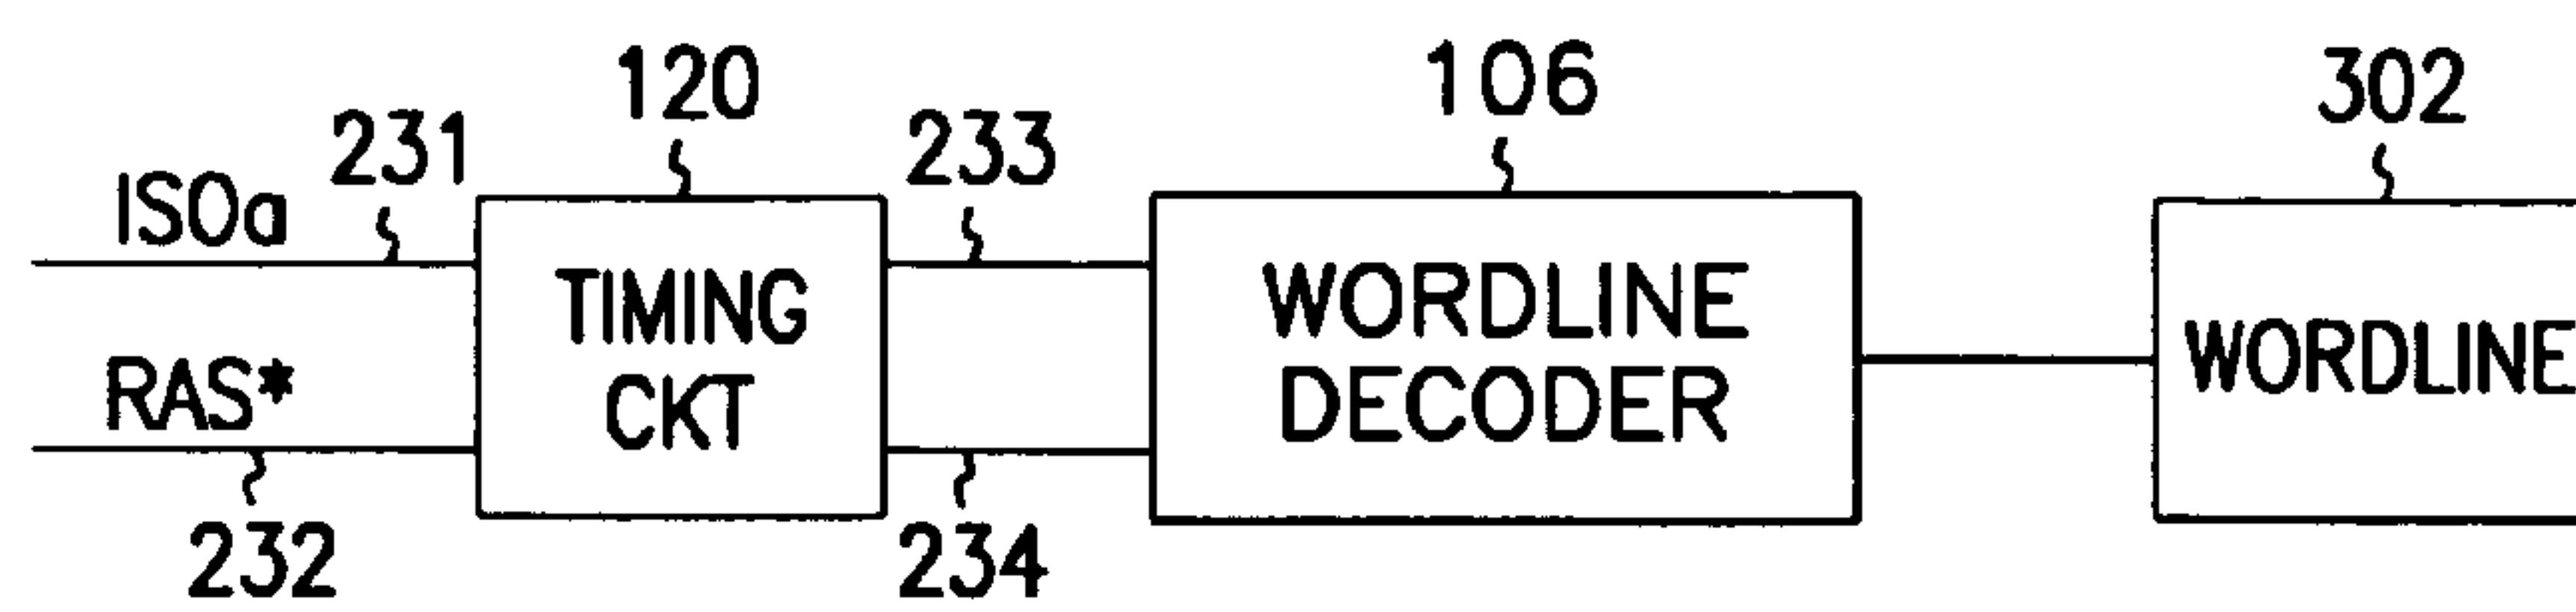 120
106
302
231
233
ISOa
TIMING
CKT
WORDLINE
DECODER
WORDLINE
RAS*
232
234